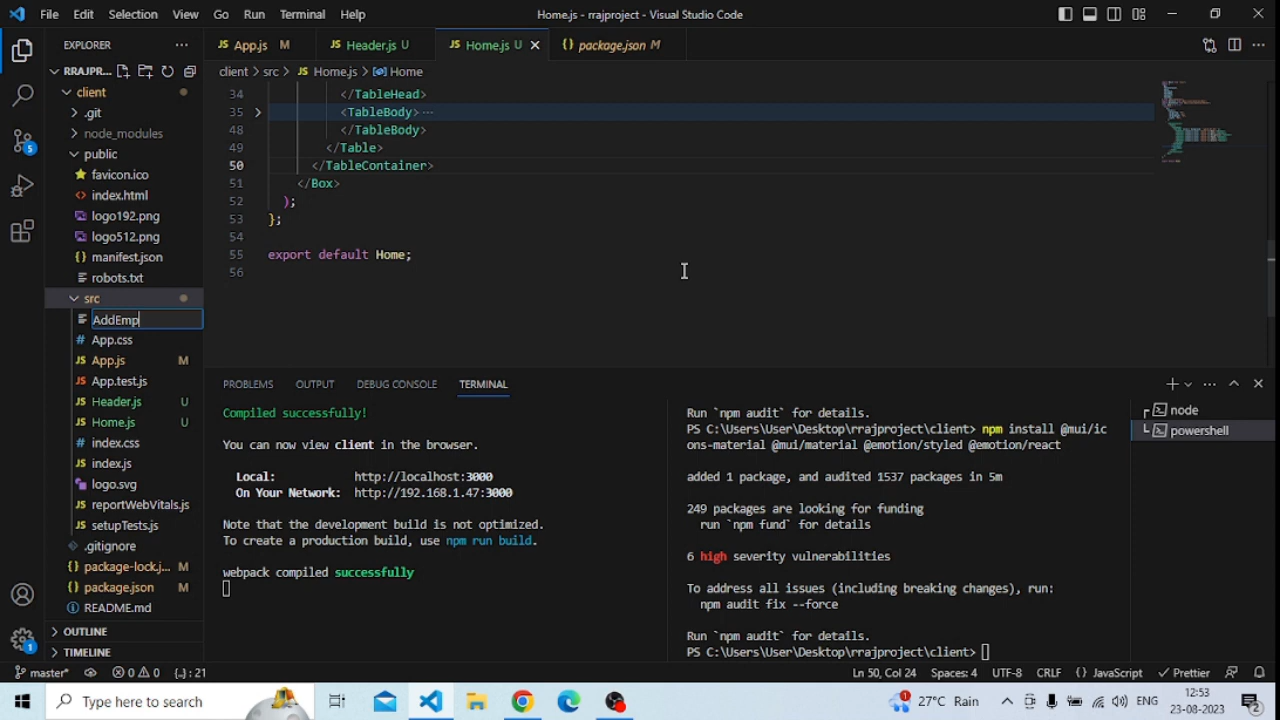 File Edit Selection View Go Run Terminal Help Home.js - rrajproject - Visual Studio Code
EXPLORER
App.js M
Header.js U
Home.js U
package.json M
RRAJPR...
client > src > Home.js > Home
client
.git
node_modules
public
favicon.ico
index.html
logo192.png
logo512.png
manifest.json
robots.txt
src
AddEmp
App.css
App.js M
App.test.js
Header.js U
Home.js U
index.css
index.js
logo.svg
reportWebVitals.js
setupTests.js
.gitignore
package-lock.j... M
package.json M
README.md
OUTLINE
TIMELINE
34 </TableHead>
35 <TableBody> ...
48 </TableBody>
49 </Table>
50 </TableContainer>
51 </Box>
52 );
53 };
54
55 export default Home;
56
PROBLEMS OUTPUT DEBUG CONSOLE TERMINAL
Compiled successfully!
You can now view client in the browser.
Local: http://localhost:3000
On Your Network: http://192.168.1.47:3000
Note that the development build is not optimized.
To create a production build, use npm run build.
webpack compiled successfully
Run `npm audit` for details.
PS C:\Users\User\Desktop\rrajproject\client> npm install @mui/ic
ons-material @mui/material @emotion/styled @emotion/react
added 1 package, and audited 1537 packages in 5m
249 packages are looking for funding
run `npm fund` for details
6 high severity vulnerabilities
To address all issues (including breaking changes), run:
npm audit fix --force
Run `npm audit` for details.
PS C:\Users\User\Desktop\rrajproject\client>
node
powershell
5
1
master* 0 0 {..}: 21 Ln 50, Col 24 Spaces: 4 UTF-8 CRLF {} JavaScript Prettier
Type here to search
1
27°C Rain
ENG
12:53
23-08-2023
2